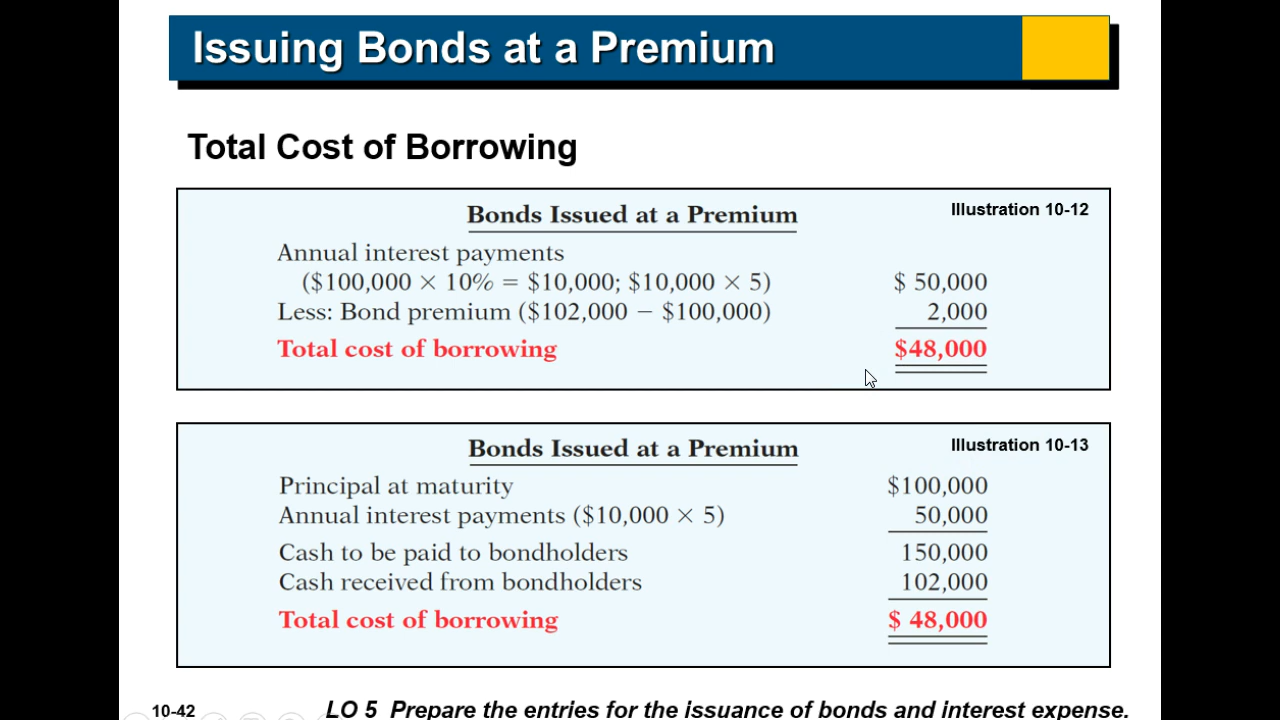 Issuing Bonds at a Premium
Total Cost of Borrowing
Bonds Issued at a Premium
Illustration 10-12
Annual interest payments
($100,000 × 10% = $10,000; $10,000 × 5) $ 50,000
Less: Bond premium ($102,000 − $100,000) 2,000
Total cost of borrowing $48,000
Bonds Issued at a Premium
Illustration 10-13
Principal at maturity $100,000
Annual interest payments ($10,000 × 5) 50,000
Cash to be paid to bondholders 150,000
Cash received from bondholders 102,000
Total cost of borrowing $ 48,000
10-42
LO 5 Prepare the entries for the issuance of bonds and interest expense.